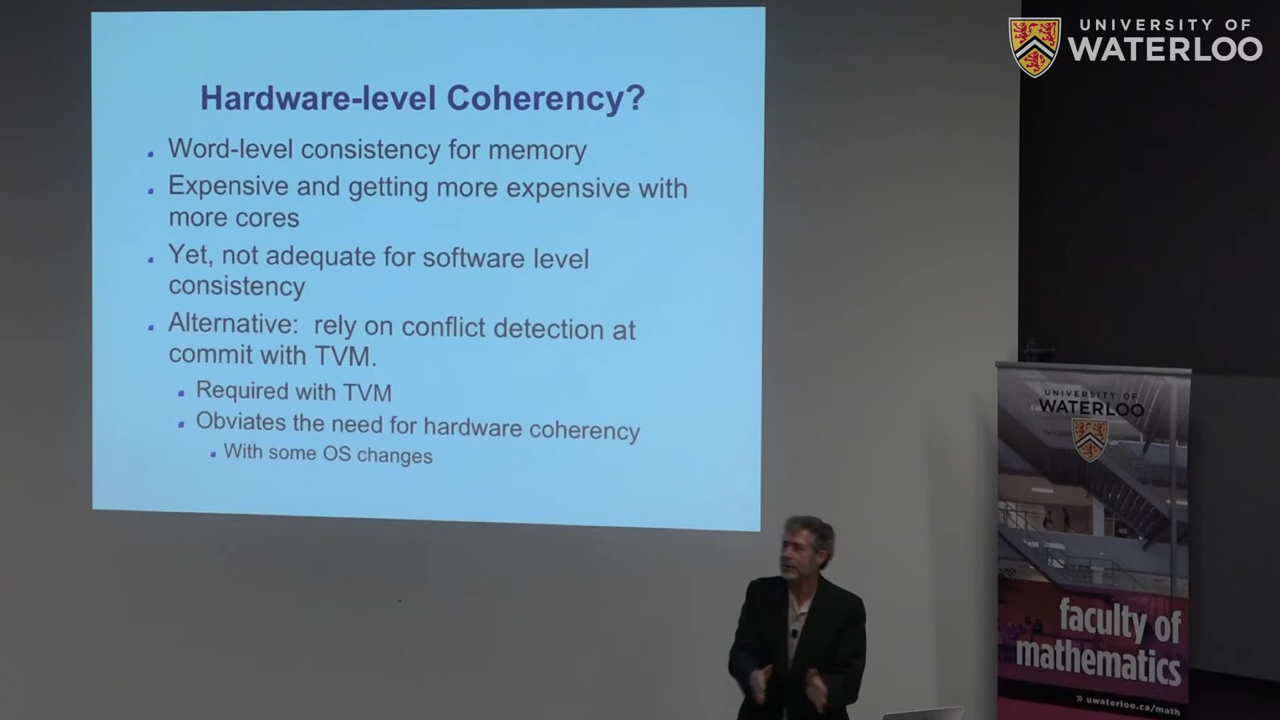 UNIVERSITY OF
WATERLOO
Hardware-level Coherency?
Word-level consistency for memory
Expensive and getting more expensive with
more cores
Yet, not adequate for software level
consistency
Alternative: rely on conflict detection at
commit with TVM.
Required with TVM
Obviates the need for hardware coherency
With some OS changes
UNIVERSITY OF
WATERLOO
faculty of
mathematics
» uwaterloo.ca/math